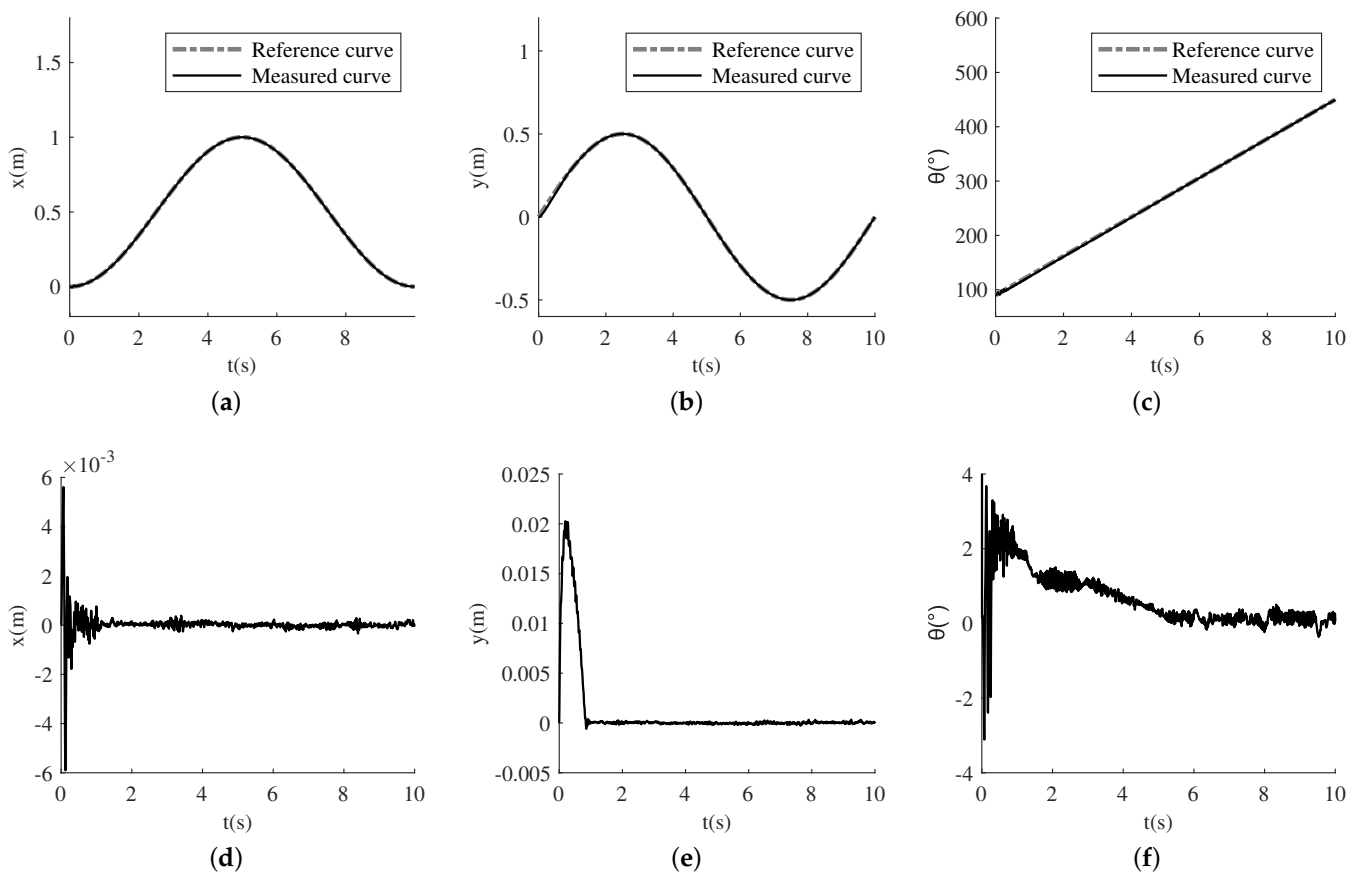 Reference curve
Measured curve
x(m)
1.5
1
0.5
0
0 2 4 6 8
t(s)
(a)
Reference curve
Measured curve
y(m)
1
0.5
0
-0.5
0 2 4 6 8 10
t(s)
(b)
Reference curve
Measured curve
θ(°)
600
500
400
300
200
100
0 2 4 6 8 10
t(s)
(c)
×10-3
x(m)
6
4
2
0
-2
-4
-6
0 2 4 6 8 10
t(s)
(d)
y(m)
0.025
0.02
0.015
0.01
0.005
0
-0.005
0 2 4 6 8 10
t(s)
(e)
θ(°)
4
2
0
-2
-4
0 2 4 6 8 10
t(s)
(f)